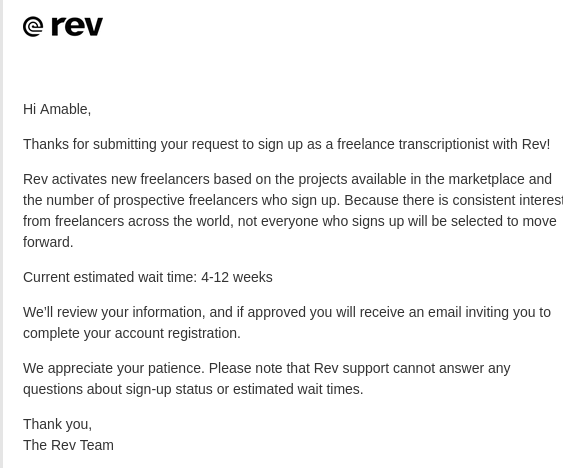 rev
Hi Amable,
Thanks for submitting your request to sign up as a freelance transcriptionist with Rev!
Rev activates new freelancers based on the projects available in the marketplace and
the number of prospective freelancers who sign up. Because there is consistent interest
from freelancers across the world, not everyone who signs up will be selected to move
forward.
Current estimated wait time: 4-12 weeks
We’ll review your information, and if approved you will receive an email inviting you to
complete your account registration.
We appreciate your patience. Please note that Rev support cannot answer any
questions about sign-up status or estimated wait times.
Thank you,
The Rev Team